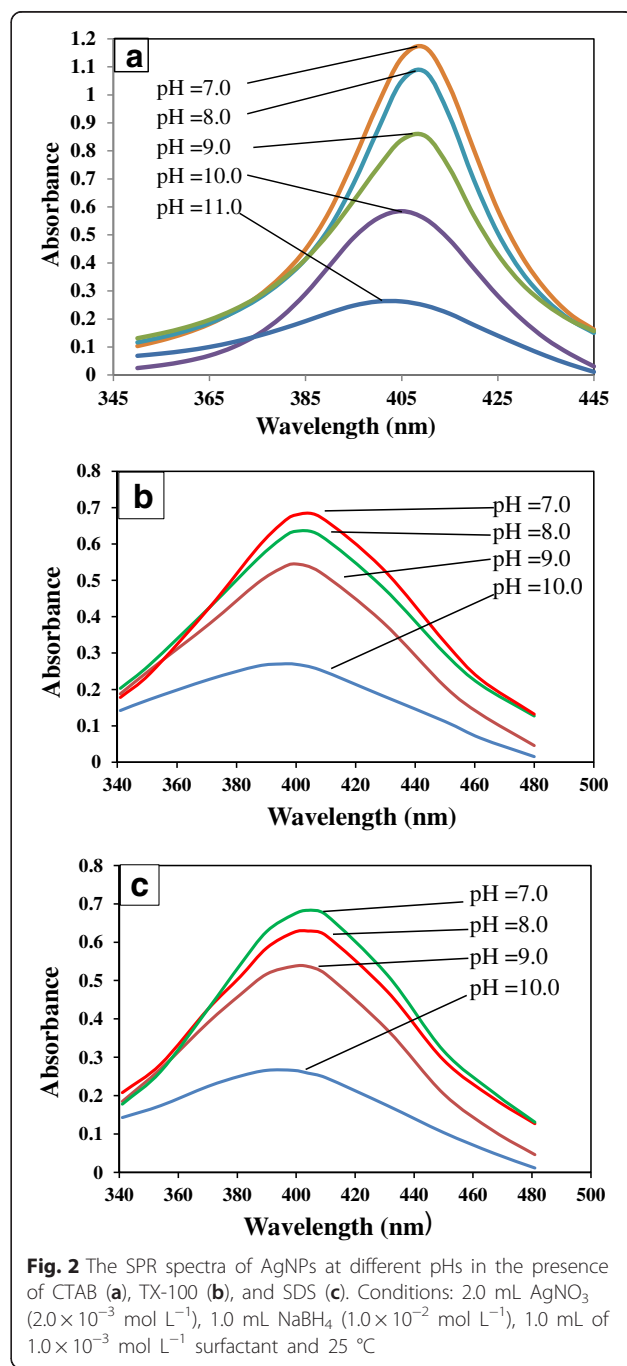 a
1.2
1.1
1
0.9
0.8
0.7
0.6
0.5
0.4
0.3
0.2
0.1
0
pH =7.0
pH =8.0
pH =9.0
pH =10.0
pH =11.0
Absorbance
345 365 385 405 425 445
Wavelength (nm)
b
0.8
0.7
0.6
0.5
0.4
0.3
0.2
0.1
0
pH =7.0
pH =8.0
pH =9.0
pH =10.0
Absorbance
340 360 380 400 420 440 460 480 500
Wavelength (nm)
c
0.8
0.7
0.6
0.5
0.4
0.3
0.2
0.1
0
pH =7.0
pH =8.0
pH =9.0
pH =10.0
Absorbance
340 360 380 400 420 440 460 480 500
Wavelength (nm)
Fig. 2 The SPR spectra of AgNPs at different pHs in the presence
of CTAB (a), TX-100 (b), and SDS (c). Conditions: 2.0 mL AgNO₃
(2.0 × 10⁻³ mol L⁻¹), 1.0 mL NaBH₄ (1.0 × 10⁻² mol L⁻¹), 1.0 mL of
1.0 × 10⁻³ mol L⁻¹ surfactant and 25 °C